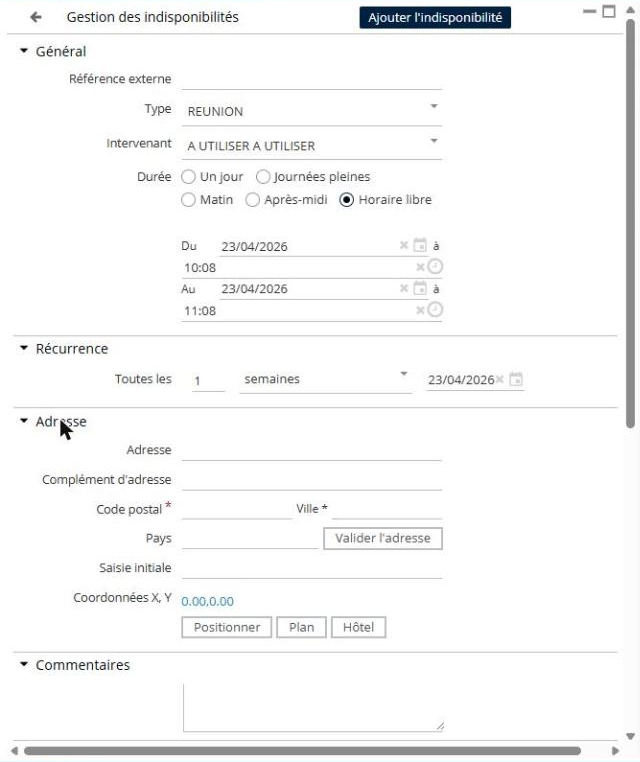 Gestion des indisponibilités Ajouter l'indisponibilité
Général
Référence externe
Type REUNION
Intervenant A UTILISER A UTILISER
Durée Un jour Journées pleines
Matin Après-midi Horaire libre
Du 23/04/2026 à
10:08
Au 23/04/2026 à
11:08
Récurrence
Toutes les 1 semaines 23/04/2026
Adresse
Adresse
Complément d'adresse
Code postal * Ville *
Pays Valider l'adresse
Saisie initiale
Coordonnées X, Y 0.00,0.00
Positionner Plan Hôtel
Commentaires